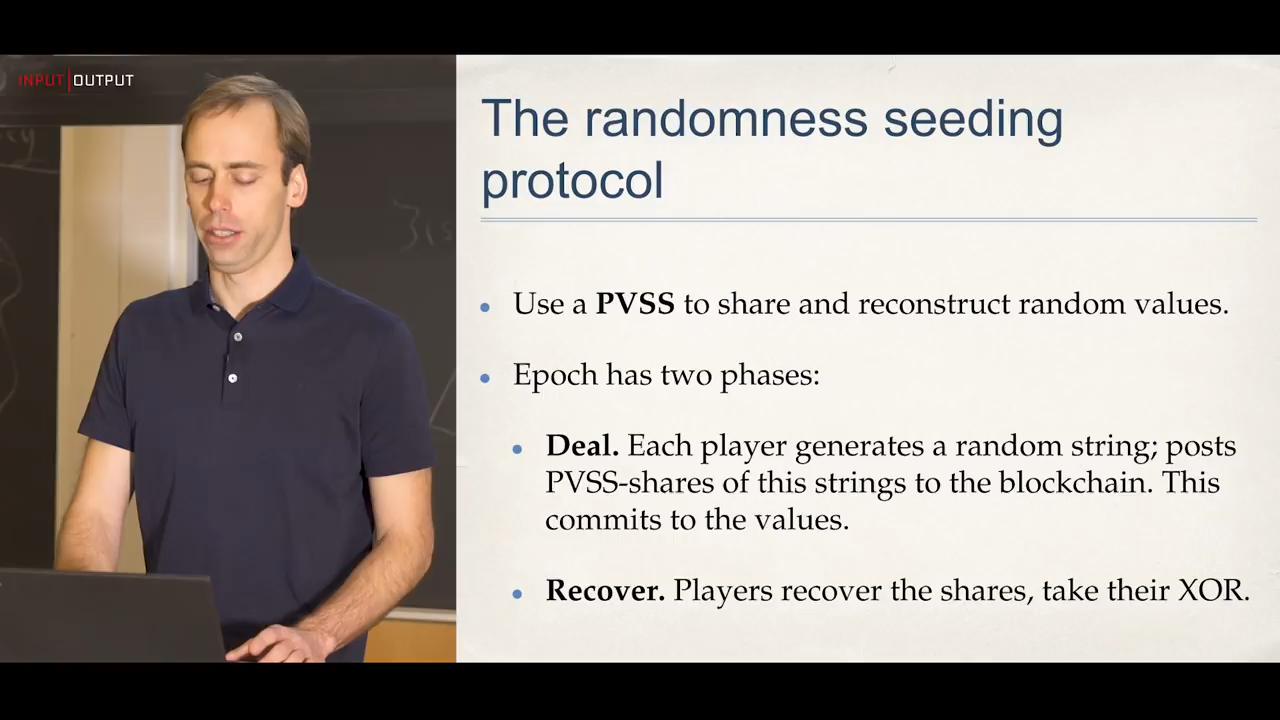 INPUT|OUTPUT
The randomness seeding
protocol
• Use a PVSS to share and reconstruct random values.
• Epoch has two phases:
• Deal. Each player generates a random string; posts
PVSS-shares of this strings to the blockchain. This
commits to the values.
• Recover. Players recover the shares, take their XOR.